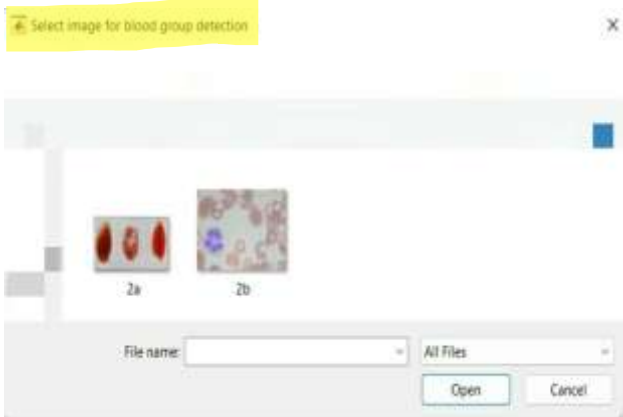 Select image for blood group detection
2a
2b
File name:
All Files
Open
Cancel